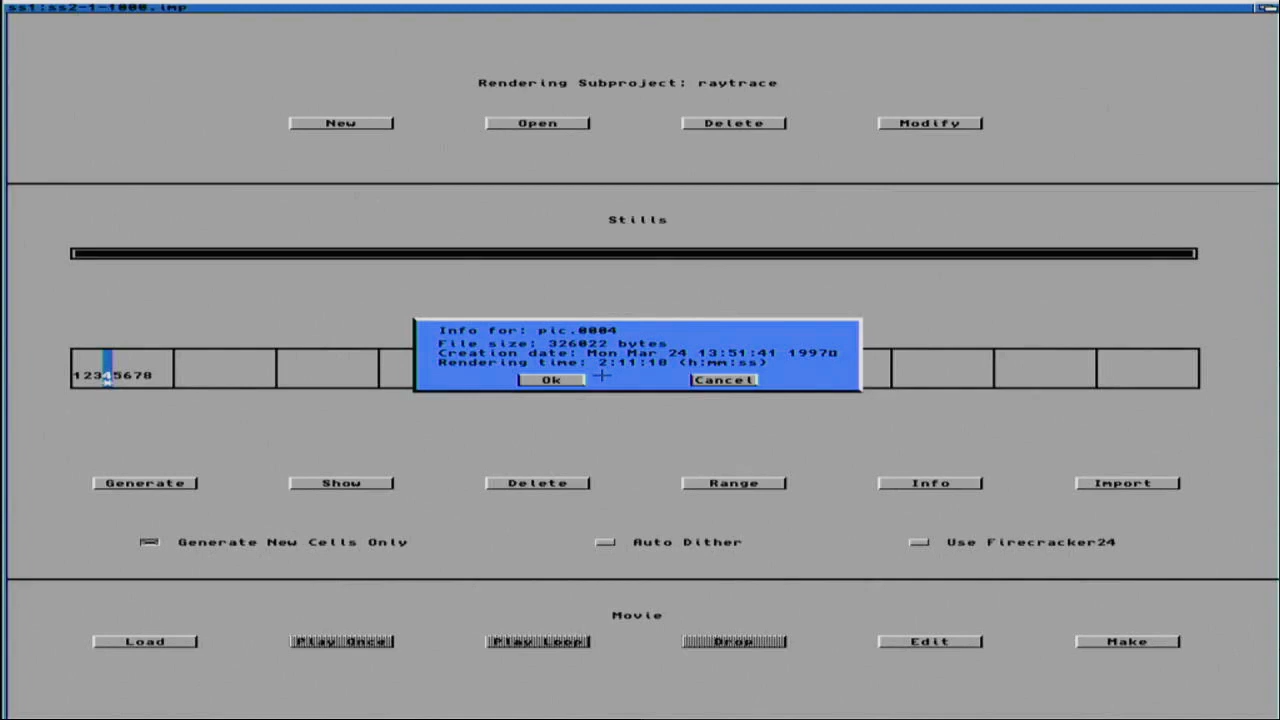 ss1:ss2-1-1000.imp
Rendering Subproject: raytrace
New Open Delete Modify
Stills
Info for: pic.0004
File size: 326022 bytes
Creation date: Mon Mar 24 13:51:41 1997
Rendering time: 2:11:18 (h:mm:ss)
12345678
Ok Cancel
Generate Show Delete Range Info Import
Generate New Cells Only Auto Dither Use Firecracker24
Movie
Load Play Once Play Loop Drop Edit Make